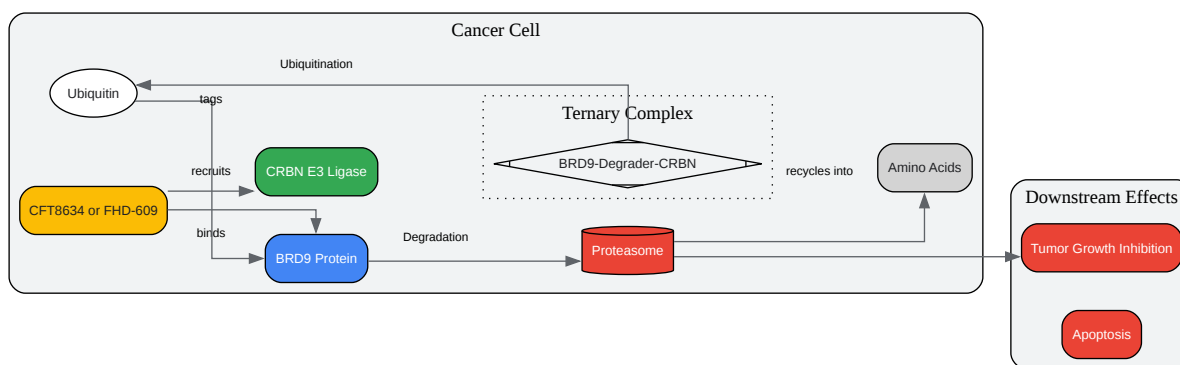 Cancer Cell
Ubiquitination
Ubiquitin
tags
Ternary Complex
BRD9-Degrader-CRBN
recruits
CRBN E3 Ligase
recycles into
Amino Acids
CFT8634 or FHD-609
binds
BRD9 Protein
Degradation
Proteasome
Downstream Effects
Tumor Growth Inhibition
Apoptosis